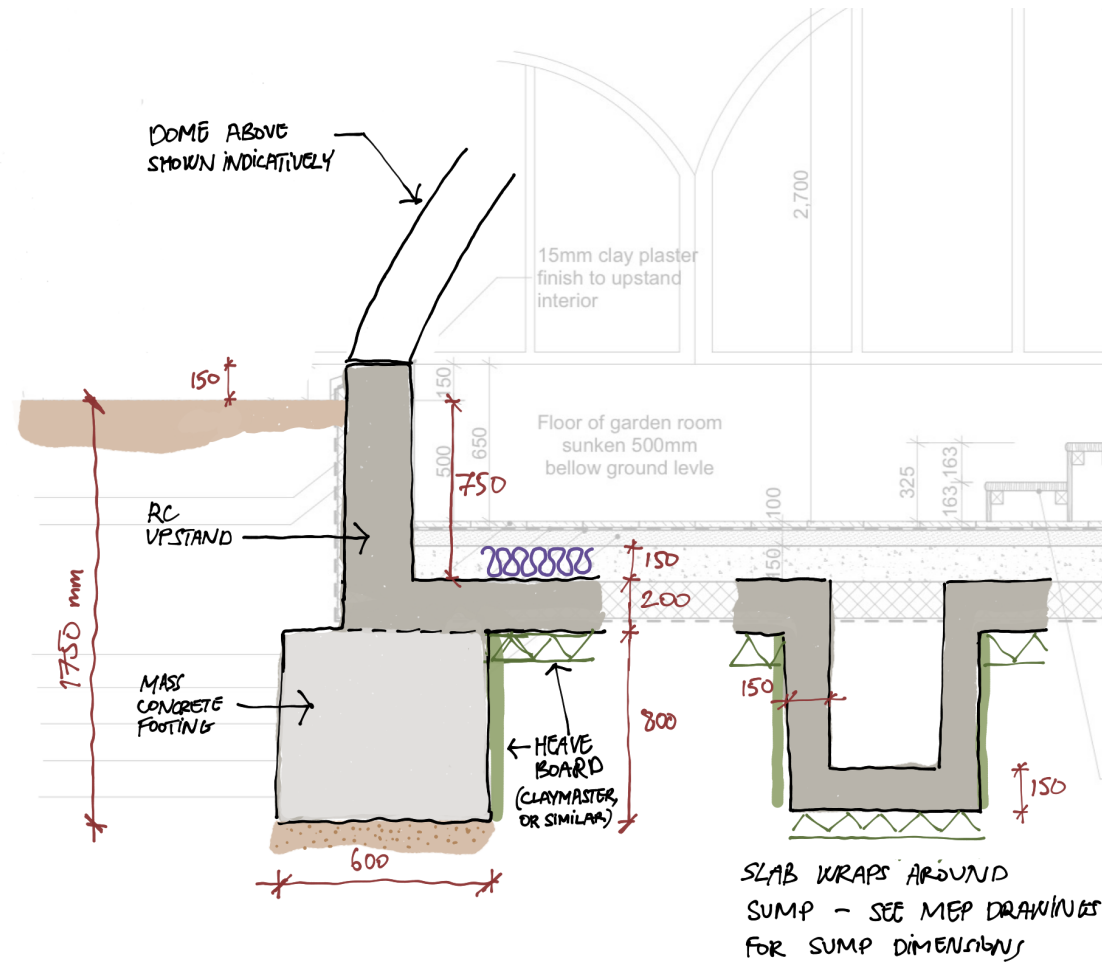 DOME ABOVE
SHOWN INDICATIVELY
2,700
15mm clay plaster
finish to upstand
interior
150
150
500
650
750
Floor of garden room
sunken 500mm
bellow ground levle
325
163
163
100
150
RC
UPSTAND
150
200
1750 mm
MASS
CONCRETE
FOOTING
800
HEAVE
BOARD
(CLAYMASTER,
OR SIMILAR)
150
150
600
SLAB WRAPS AROUND
SUMP - SEE MEP DRAWINGS
FOR SUMP DIMENSIONS